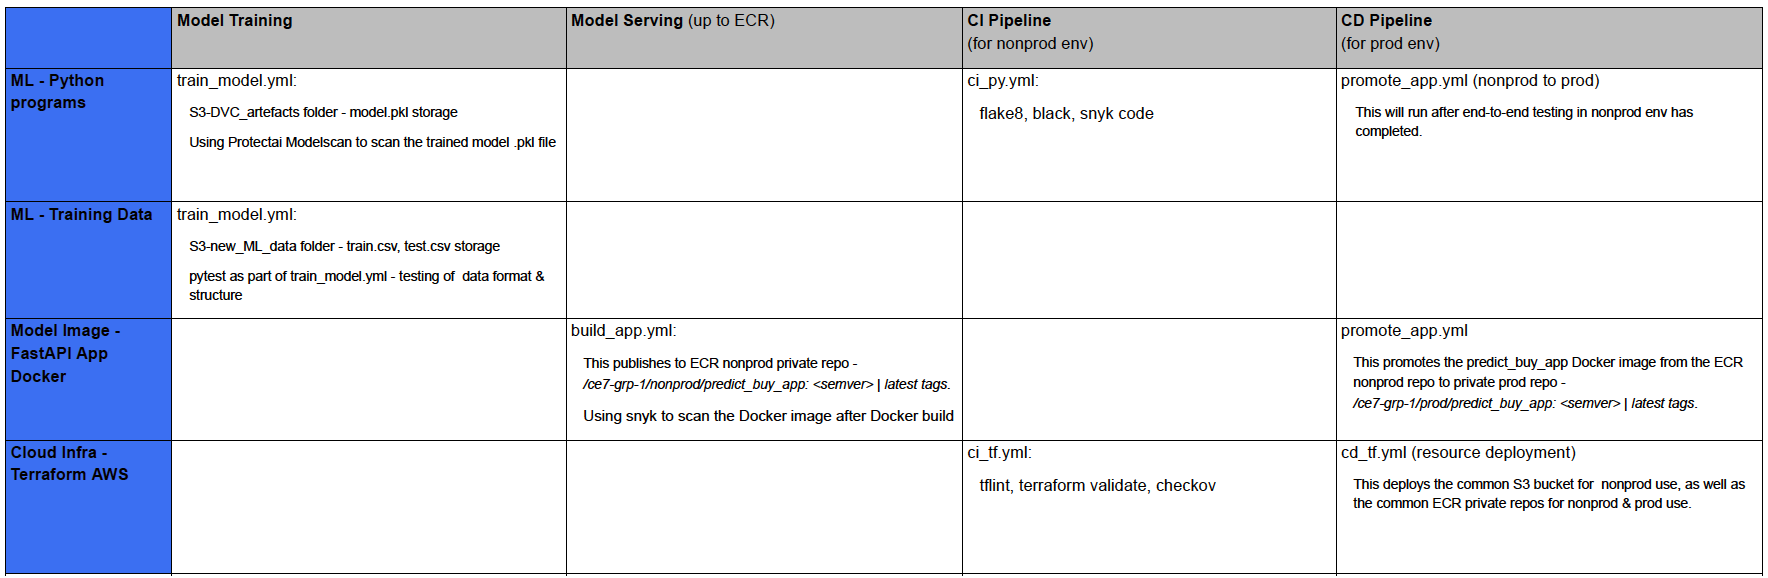 Model Training
Model Serving (up to ECR)
CI Pipeline
(for nonprod env)
CD Pipeline
(for prod env)
ML - Python
programs
train_model.yml:
S3-DVC_artefacts folder - model.pkl storage
Using Protectai Modelscan to scan the trained model .pkl file
ci_py.yml:
flake8, black, snyk code
promote_app.yml (nonprod to prod)
This will run after end-to-end testing in nonprod env has
completed.
ML - Training Data
train_model.yml:
S3-new_ML_data folder - train.csv, test.csv storage
pytest as part of train_model.yml - testing of  data format &
structure
Model Image -
FastAPI App
Docker
build_app.yml:
This publishes to ECR nonprod private repo -
/ce7-grp-1/nonprod/predict_buy_app: <semver> | latest tags.
Using snyk to scan the Docker image after Docker build
promote_app.yml
This promotes the predict_buy_app Docker image from the ECR
nonprod repo to private prod repo -
/ce7-grp-1/prod/predict_buy_app: <semver> | latest tags.
Cloud Infra -
Terraform AWS
ci_tf.yml:
tflint, terraform validate, checkov
cd_tf.yml (resource deployment)
This deploys the common S3 bucket for  nonprod use, as well as
the common ECR private repos for nonprod & prod use.